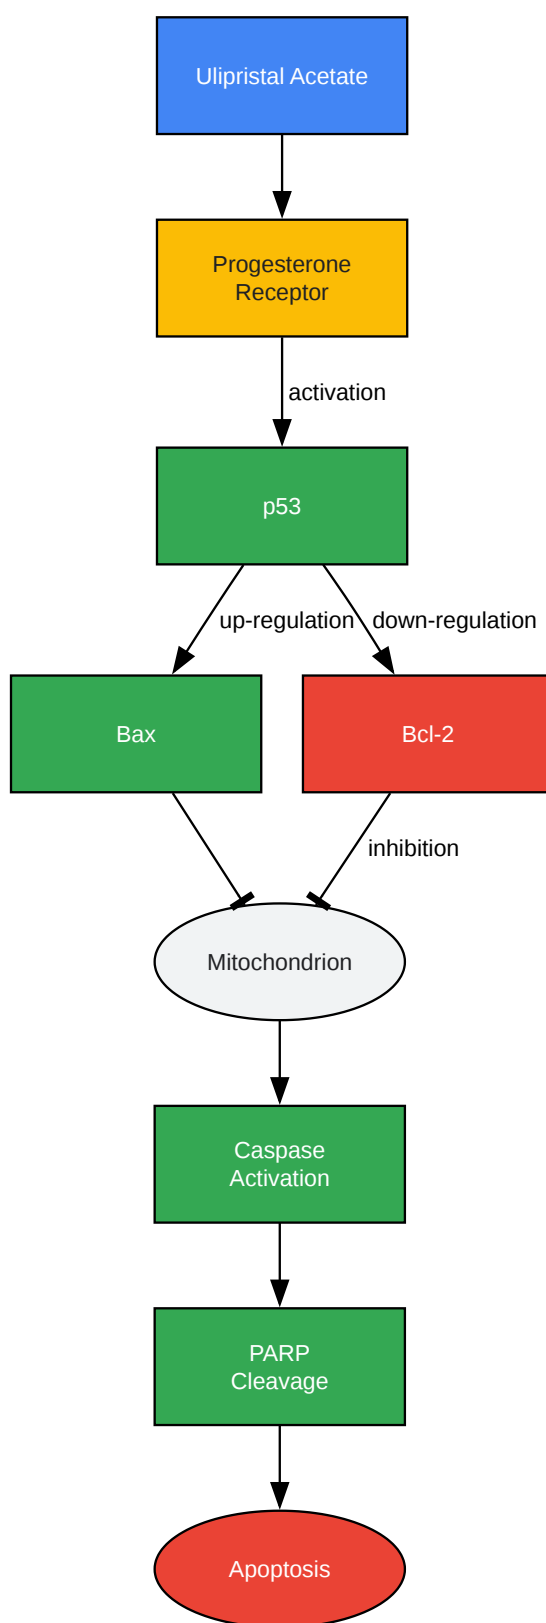 Ulipristal Acetate
Progesterone
Receptor
activation
p53
up-regulation
down-regulation
Bax
Bcl-2
inhibition
Mitochondrion
Caspase
Activation
PARP
Cleavage
Apoptosis